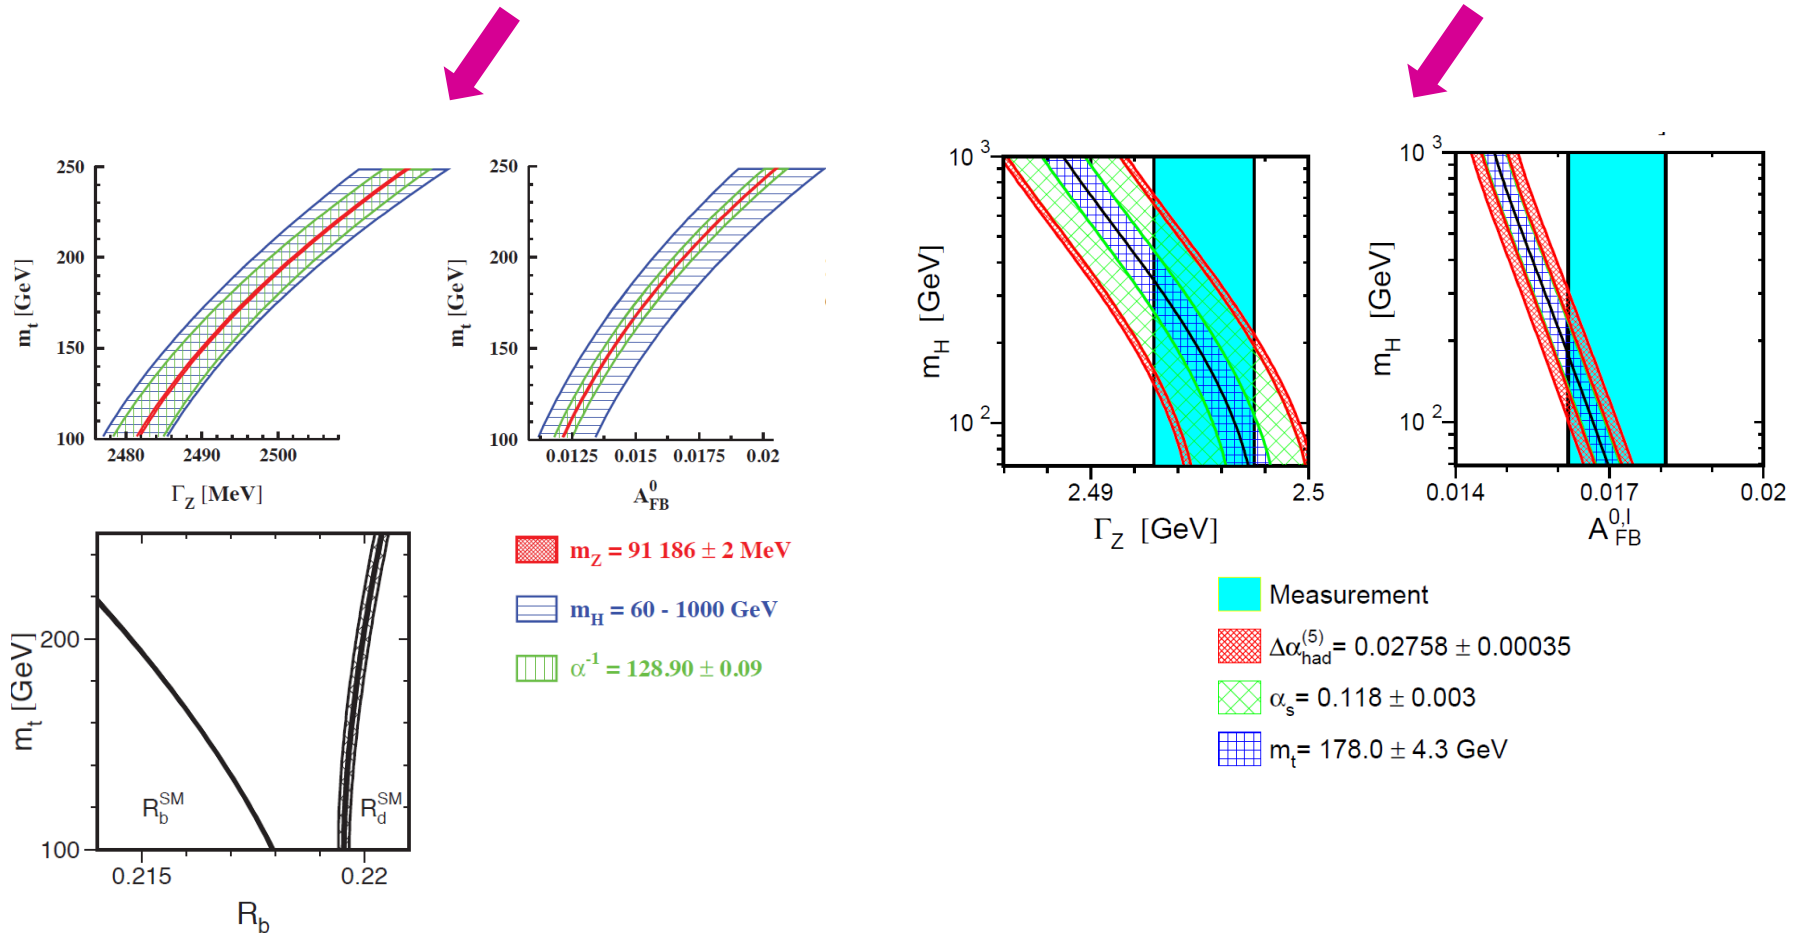 250
200
150
100
m_t [GeV]
2480 2490 2500
Γ_Z [MeV]
250
200
150
100
m_t [GeV]
0.0125 0.015 0.0175 0.02
A_FB^0
10^3
10^2
m_H [GeV]
2.49 2.5
Γ_Z [GeV]
10^3
10^2
m_H [GeV]
0.014 0.017 0.02
A_FB^0,l
200
100
m_t [GeV]
R_b^SM
R_d^SM
0.215 0.22
R_b
m_Z = 91 186 ± 2 MeV
m_H = 60 - 1000 GeV
α^-1 = 128.90 ± 0.09
Measurement
Δα_had^(5)= 0.02758 ± 0.00035
α_s= 0.118 ± 0.003
m_t= 178.0 ± 4.3 GeV